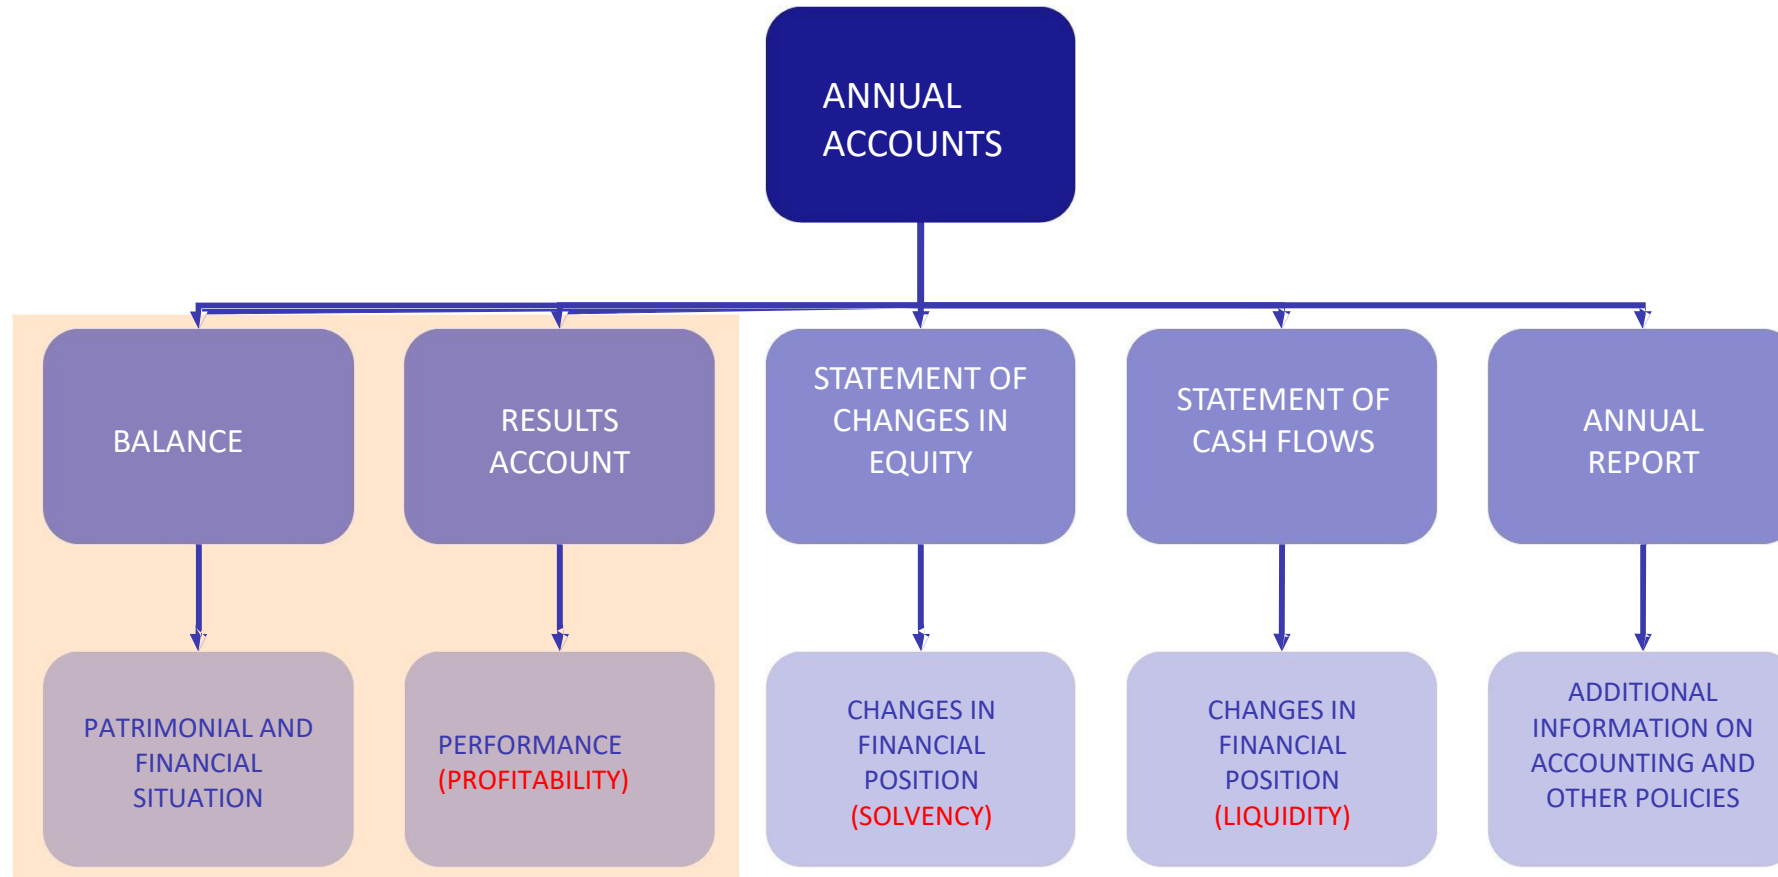 ANNUAL
ACCOUNTS
BALANCE
RESULTS
ACCOUNT
STATEMENT OF
CHANGES IN
EQUITY
STATEMENT OF
CASH FLOWS
ANNUAL
REPORT
PATRIMONIAL AND
FINANCIAL
SITUATION
PERFORMANCE
(PROFITABILITY)
CHANGES IN
FINANCIAL
POSITION
(SOLVENCY)
CHANGES IN
FINANCIAL
POSITION
(LIQUIDITY)
ADDITIONAL
INFORMATION ON
ACCOUNTING AND
OTHER POLICIES